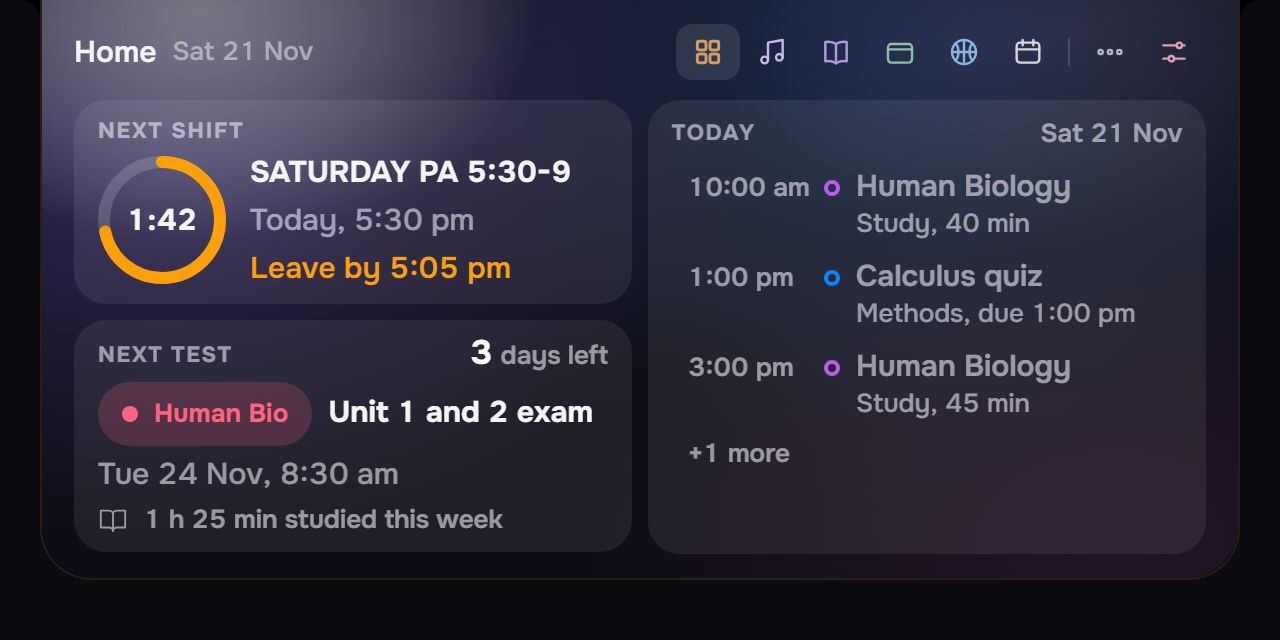 Home Sat 21 Nov
NEXT SHIFT
1:42
SATURDAY PA 5:30-9
Today, 5:30 pm
Leave by 5:05 pm
NEXT TEST
3 days left
Human Bio
Unit 1 and 2 exam
Tue 24 Nov, 8:30 am
1 h 25 min studied this week
TODAY
Sat 21 Nov
10:00 am Human Biology
Study, 40 min
1:00 pm Calculus quiz
Methods, due 1:00 pm
3:00 pm Human Biology
Study, 45 min
+1 more